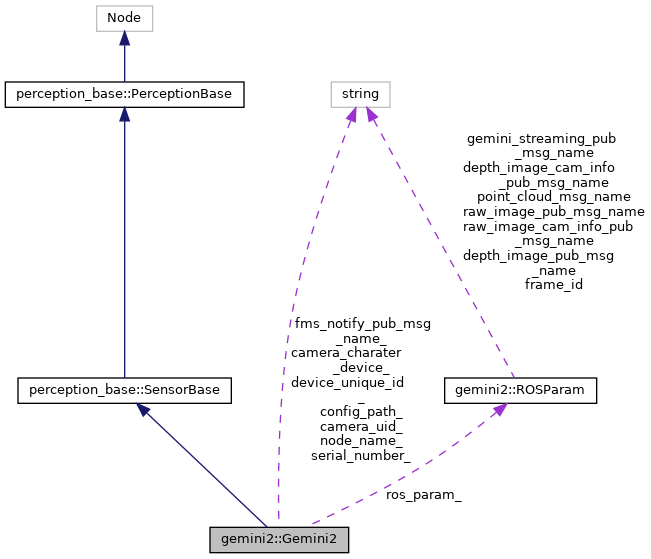 Node
perception_base::PerceptionBase
string
gemini_streaming_pub
_msg_name
depth_image_cam_info
_pub_msg_name
point_cloud_msg_name
raw_image_pub_msg_name
raw_image_cam_info_pub
_msg_name
depth_image_pub_msg
_name
frame_id
fms_notify_pub_msg
_name_
camera_charater
_device_
device_unique_id
_
config_path_
camera_uid_
node_name_
serial_number_
perception_base::SensorBase
gemini2::ROSParam
ros_param_
gemini2::Gemini2